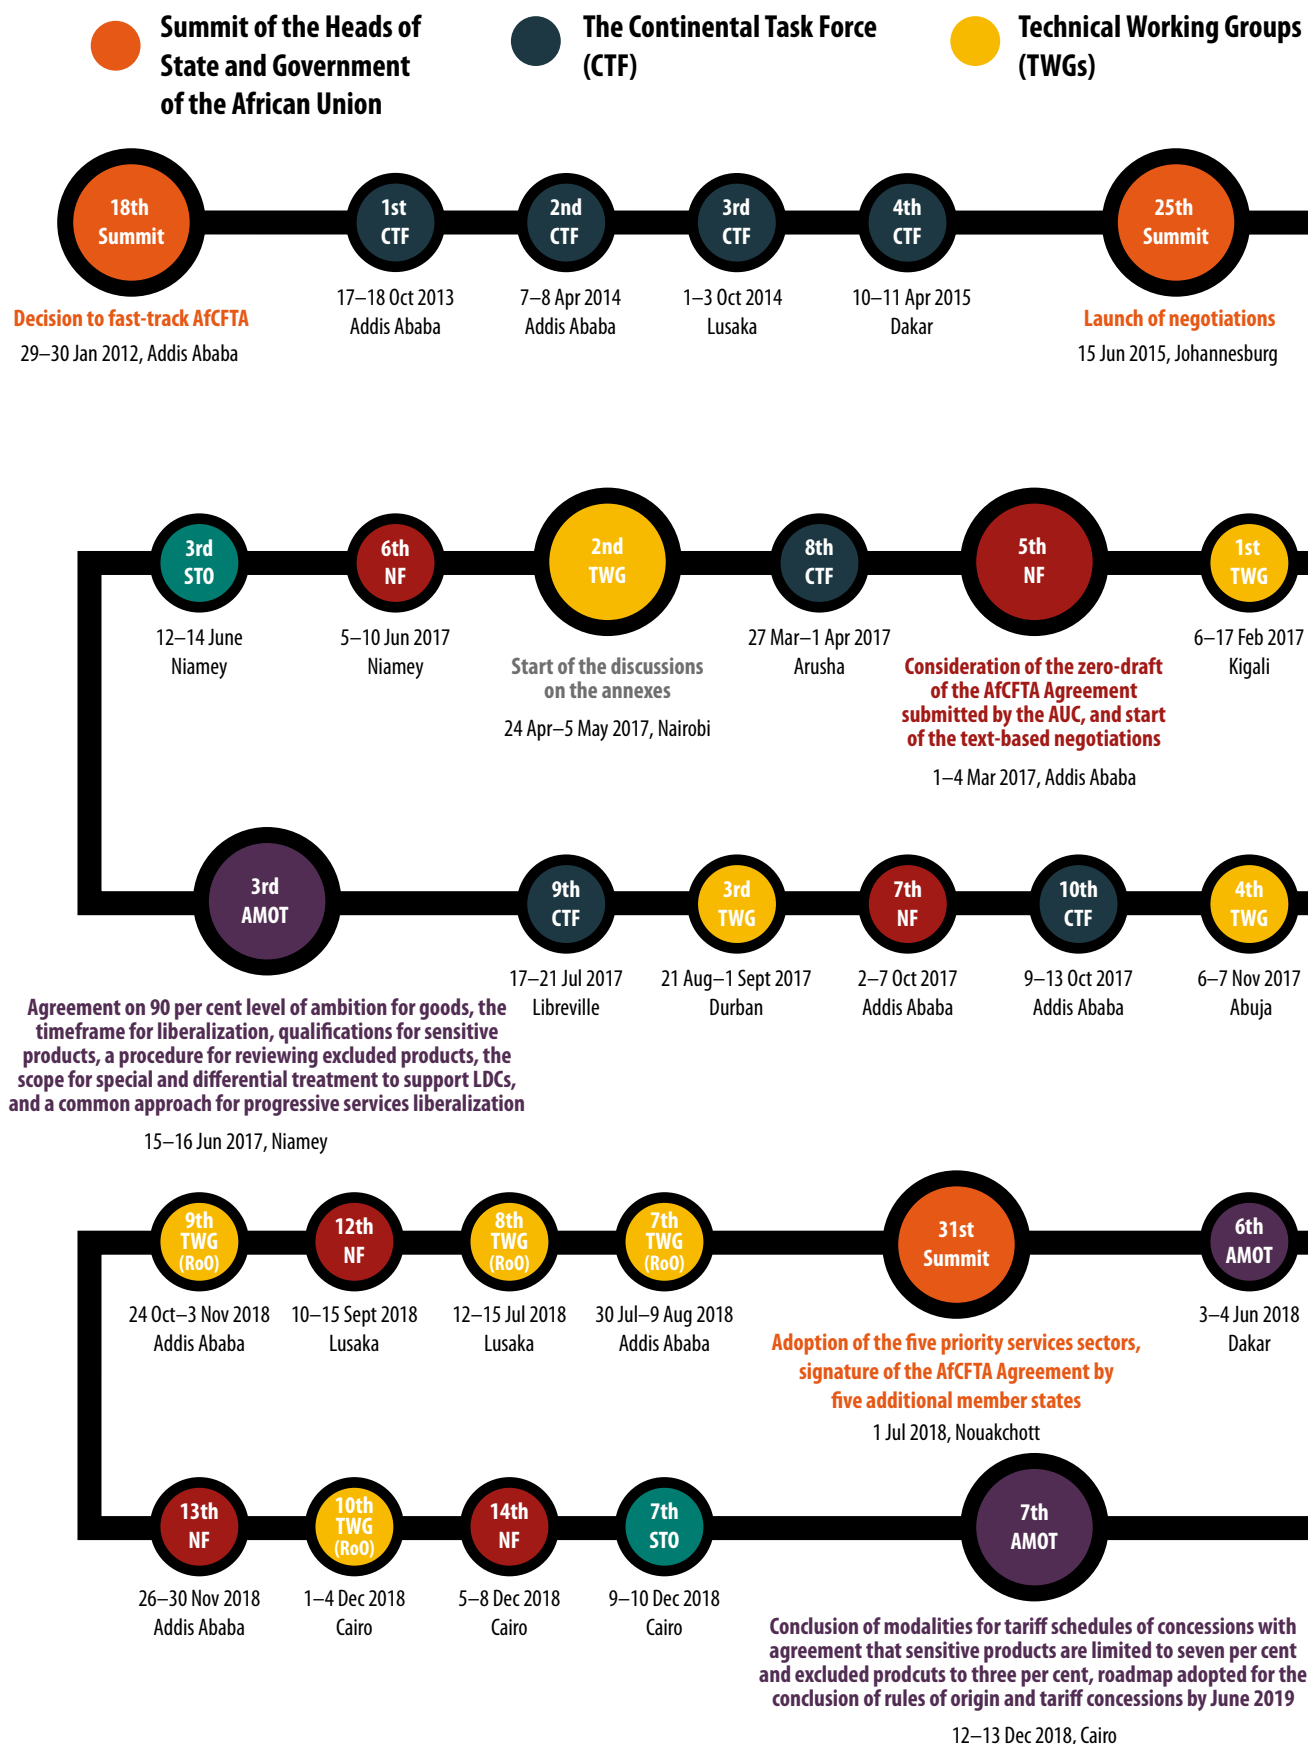 Summit of the Heads of
State and Government
of the African Union
The Continental Task Force
(CTF)
Technical Working Groups
(TWGs)
18th
Summit
Decision to fast-track AfCFTA
29–30 Jan 2012, Addis Ababa
1st
CTF
17–18 Oct 2013
Addis Ababa
2nd
CTF
7–8 Apr 2014
Addis Ababa
3rd
CTF
1–3 Oct 2014
Lusaka
4th
CTF
10–11 Apr 2015
Dakar
25th
Summit
Launch of negotiations
15 Jun 2015, Johannesburg
3rd
STO
12–14 June
Niamey
6th
NF
5–10 Jun 2017
Niamey
2nd
TWG
Start of the discussions
on the annexes
24 Apr–5 May 2017, Nairobi
8th
CTF
27 Mar–1 Apr 2017
Arusha
5th
NF
Consideration of the zero-draft
of the AfCFTA Agreement
submitted by the AUC, and start
of the text-based negotiations
1–4 Mar 2017, Addis Ababa
1st
TWG
6–17 Feb 2017
Kigali
3rd
AMOT
Agreement on 90 per cent level of ambition for goods, the
timeframe for liberalization, qualifications for sensitive
products, a procedure for reviewing excluded products, the
scope for special and differential treatment to support LDCs,
and a common approach for progressive services liberalization
15–16 Jun 2017, Niamey
9th
CTF
17–21 Jul 2017
Libreville
3rd
TWG
21 Aug–1 Sept 2017
Durban
7th
NF
2–7 Oct 2017
Addis Ababa
10th
CTF
9–13 Oct 2017
Addis Ababa
4th
TWG
6–7 Nov 2017
Abuja
9th
TWG
(RoO)
24 Oct–3 Nov 2018
Addis Ababa
12th
NF
10–15 Sept 2018
Lusaka
8th
TWG
(RoO)
12–15 Jul 2018
Lusaka
7th
TWG
(RoO)
30 Jul–9 Aug 2018
Addis Ababa
31st
Summit
Adoption of the five priority services sectors,
signature of the AfCFTA Agreement by
five additional member states
1 Jul 2018, Nouakchott
6th
AMOT
3–4 Jun 2018
Dakar
13th
NF
26–30 Nov 2018
Addis Ababa
10th
TWG
(RoO)
1–4 Dec 2018
Cairo
14th
NF
5–8 Dec 2018
Cairo
7th
STO
9–10 Dec 2018
Cairo
7th
AMOT
Conclusion of modalities for tariff schedules of concessions with
agreement that sensitive products are limited to seven per cent
and excluded prodcuts to three per cent, roadmap adopted for the
conclusion of rules of origin and tariff concessions by June 2019
12–13 Dec 2018, Cairo